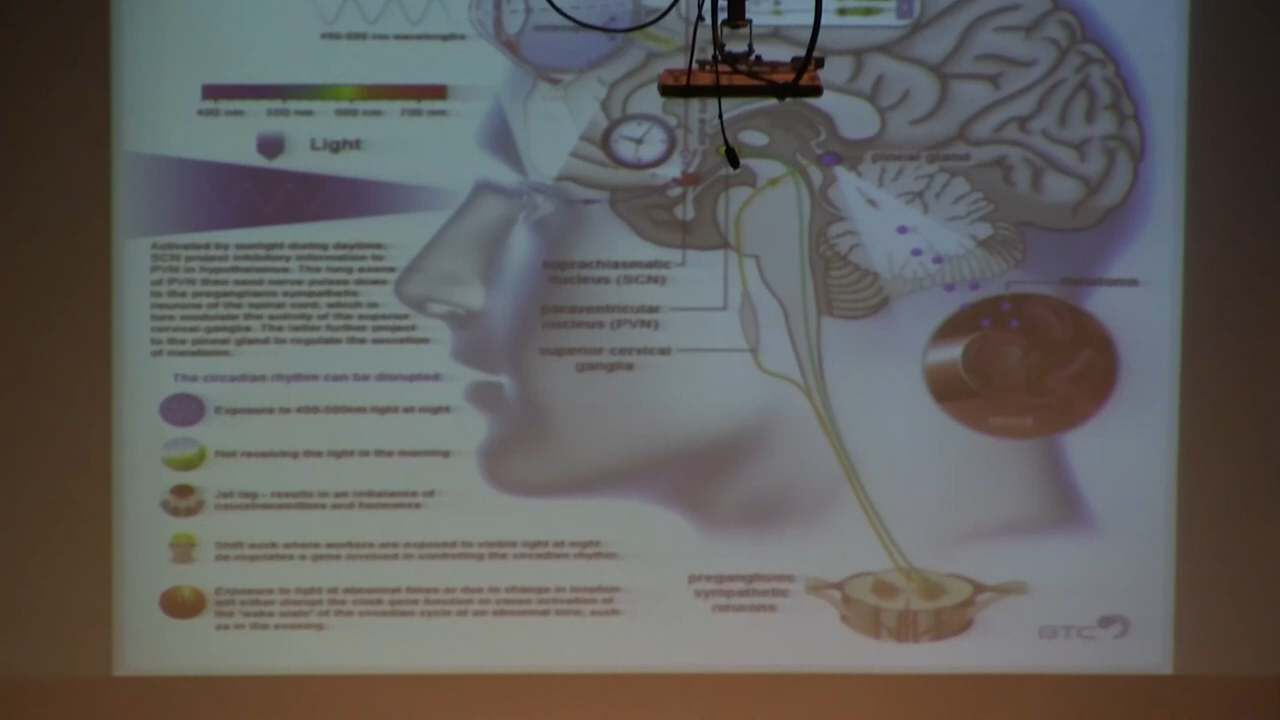 400-500 nm wavelengths
400 nm 500 nm 600 nm 700 nm
Light
Activated by sunlight during daytime,
SCN project inhibitory information to
PVN in hypothalamus. The long axons
of PVN then send nerve pulses down
to the preganglionic sympathetic
neurons of the spinal cord, which in
turn modulate the activity of the superior
cervical ganglia. The latter further project
to the pineal gland to regulate the secretion
of melatonin.
The circadian rhythm can be disrupted:
Exposure to 400-500nm light at night
Not receiving the light in the morning
Jet lag - results in an imbalance of
neurotransmitters and hormones
Shift work where workers are exposed to visible light at night
de-regulates a gene involved in controlling the circadian rhythm.
Exposure to light at abnormal times or due to change in location
will either disrupt the clock gene function or cause activation of
the "wake state" of the circadian cycle at an abnormal time, such
as in the evening.
pineal gland
suprachiasmatic
nucleus (SCN)
paraventricular
nucleus (PVN)
superior cervical
ganglia
melatonin
blood
preganglionic
sympathetic
neurons
BTC